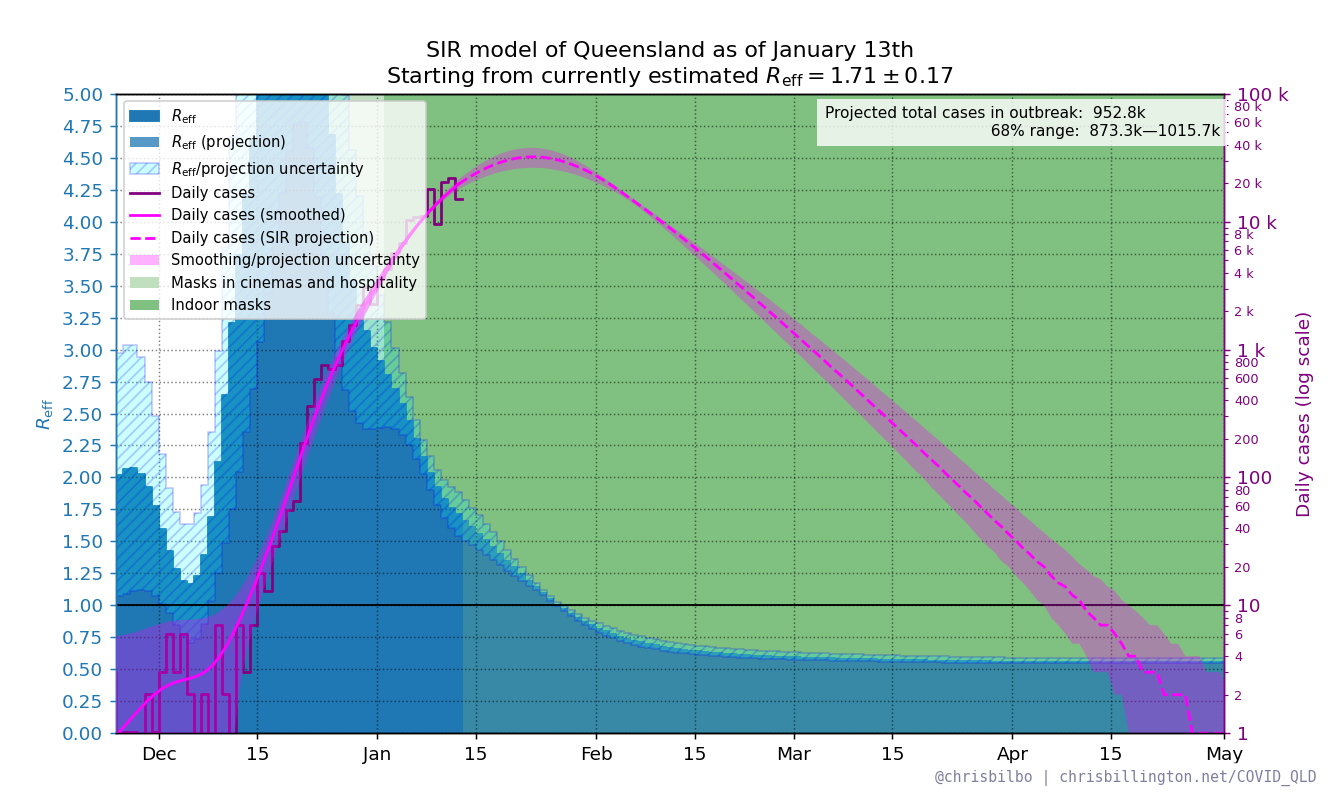 SIR model of Queensland as of January 13th
Starting from currently estimated R_eff = 1.71 ± 0.17
5.00
4.75
4.50
4.25
4.00
3.75
3.50
3.25
3.00
2.75
2.50
2.25
2.00
1.75
1.50
1.25
1.00
0.75
0.50
0.25
0.00
R_eff
R_eff
R_eff (projection)
R_eff/projection uncertainty
Daily cases
Daily cases (smoothed)
Daily cases (SIR projection)
Smoothing/projection uncertainty
Masks in cinemas and hospitality
Indoor masks
Projected total cases in outbreak: 952.8k
68% range: 873.3k—1015.7k
100 k
80 k
60 k
40 k
20 k
10 k
8 k
6 k
4 k
2 k
1 k
800
600
400
200
100
80
60
40
20
10
8
6
4
2
1
Daily cases (log scale)
Dec 15 Jan 15 Feb 15 Mar 15 Apr 15 May
@chrisbilbo | chrisbillington.net/COVID_QLD